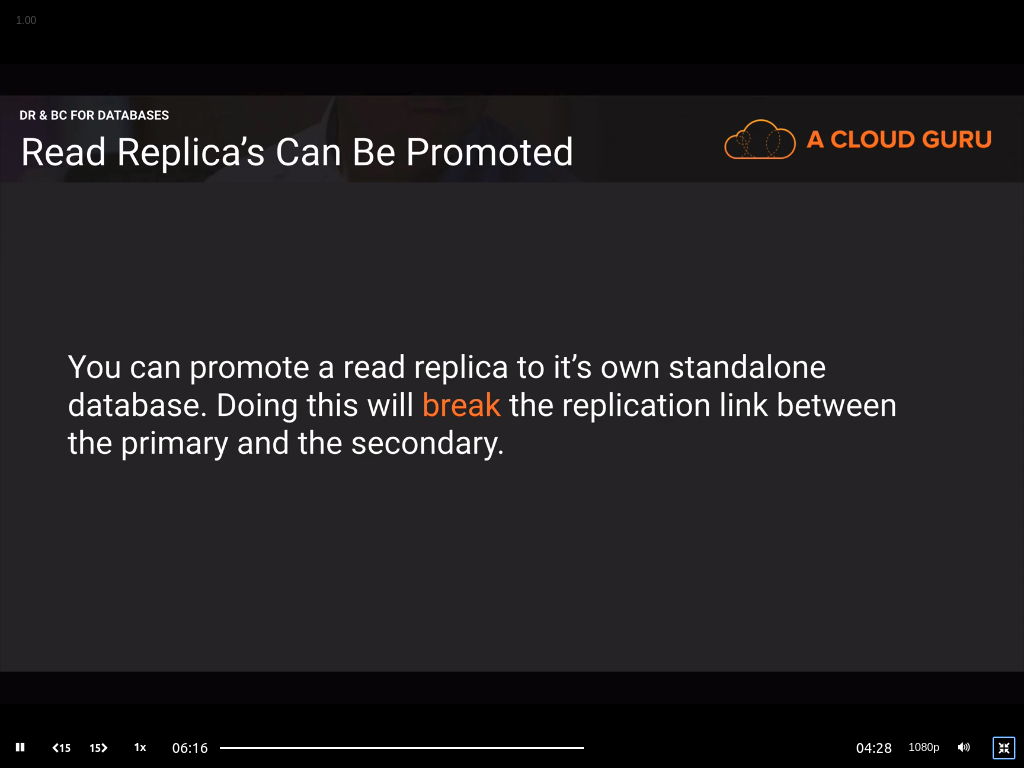 1.00
DR & BC FOR DATABASES
Read Replica’s Can Be Promoted
A CLOUD GURU
You can promote a read replica to it’s own standalone
database. Doing this will break the replication link between
the primary and the secondary.
15 15 1x 06:16 04:28 1080p